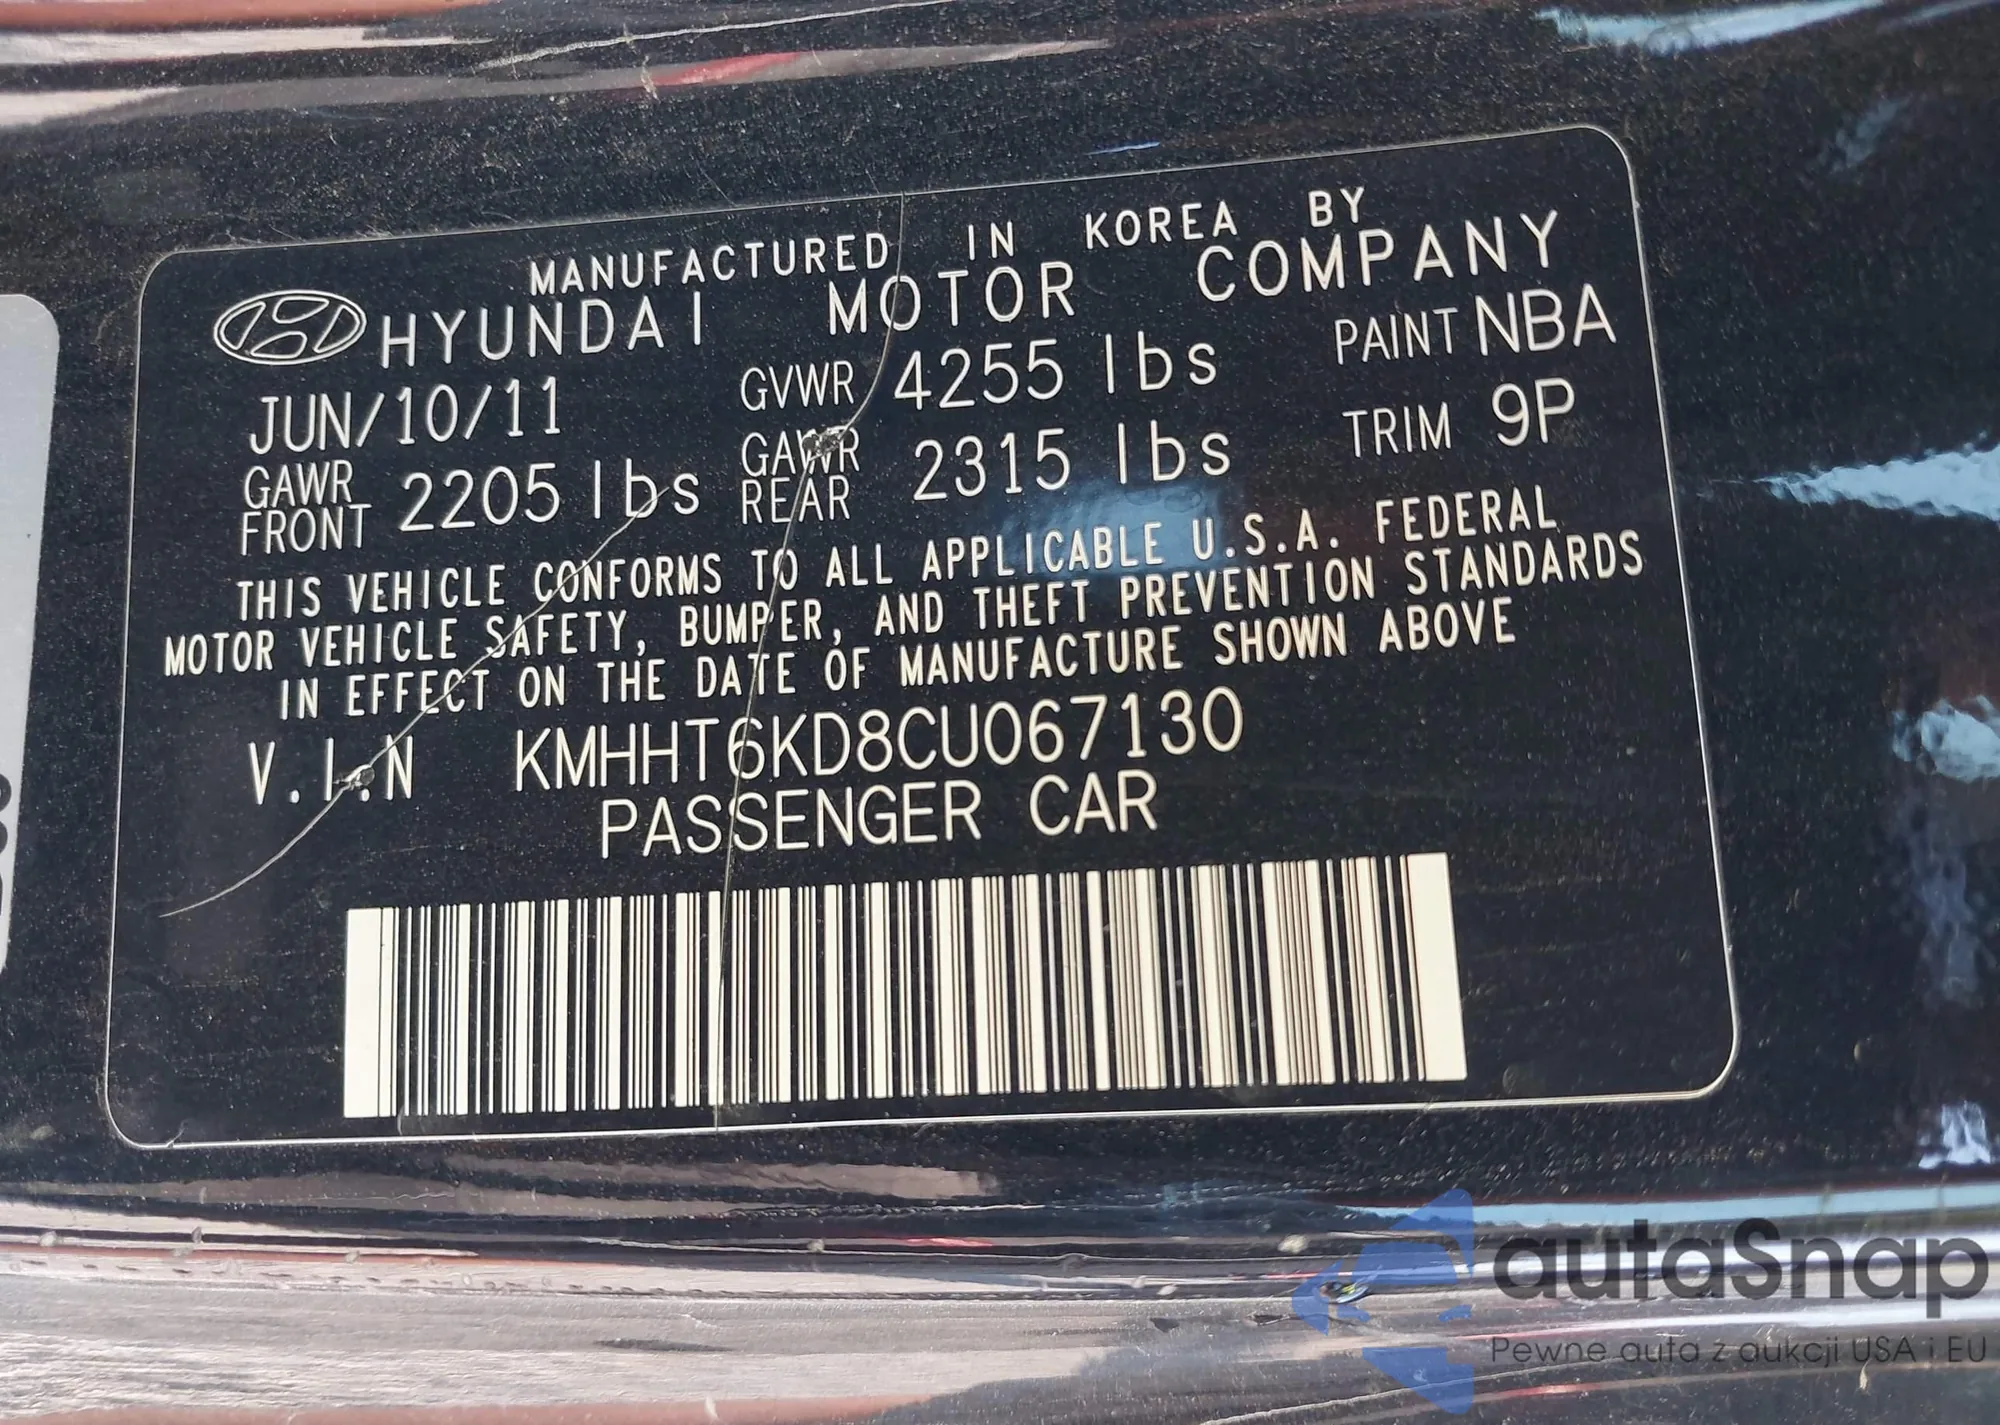 MANUFACTURED IN KOREA BY
HYUNDAI MOTOR COMPANY
JUN/10/11 GVWR 4255 lbs PAINT NBA
GAWR FRONT 2205 lbs GAWR REAR 2315 lbs TRIM 9P
THIS VEHICLE CONFORMS TO ALL APPLICABLE U.S.A. FEDERAL
MOTOR VEHICLE SAFETY, BUMPER, AND THEFT PREVENTION STANDARDS
IN EFFECT ON THE DATE OF MANUFACTURE SHOWN ABOVE
V.I.N KMHHT6KD8CU067130
PASSENGER CAR
autaSnap
Pewne auta z aukcji USA i EU